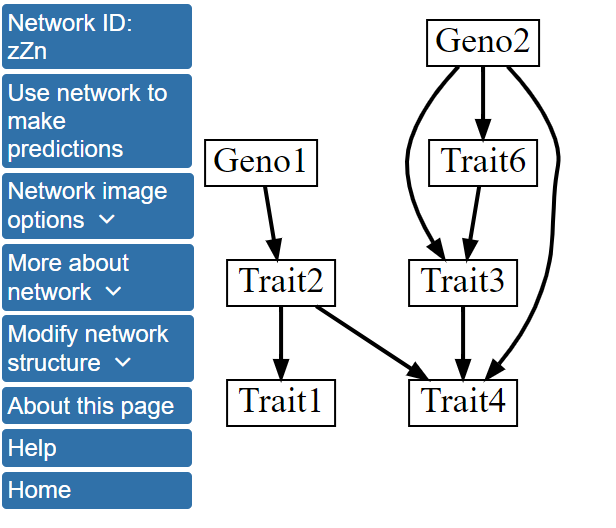 Network ID:
zZn
Use network to
make
predictions
Network image
options
More about
network
Modify network
structure
About this page
Help
Home
Geno2
Geno1
Trait6
Trait2
Trait3
Trait1
Trait4